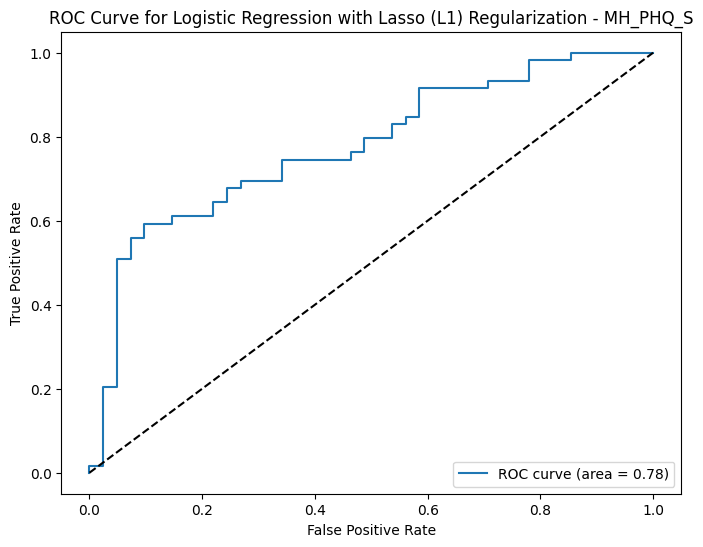 ROC Curve for Logistic Regression with Lasso (L1) Regularization - MH_PHQ_S
True Positive Rate
1.0
0.8
0.6
0.4
0.2
0.0
ROC curve (area = 0.78)
0.0 0.2 0.4 0.6 0.8 1.0
False Positive Rate